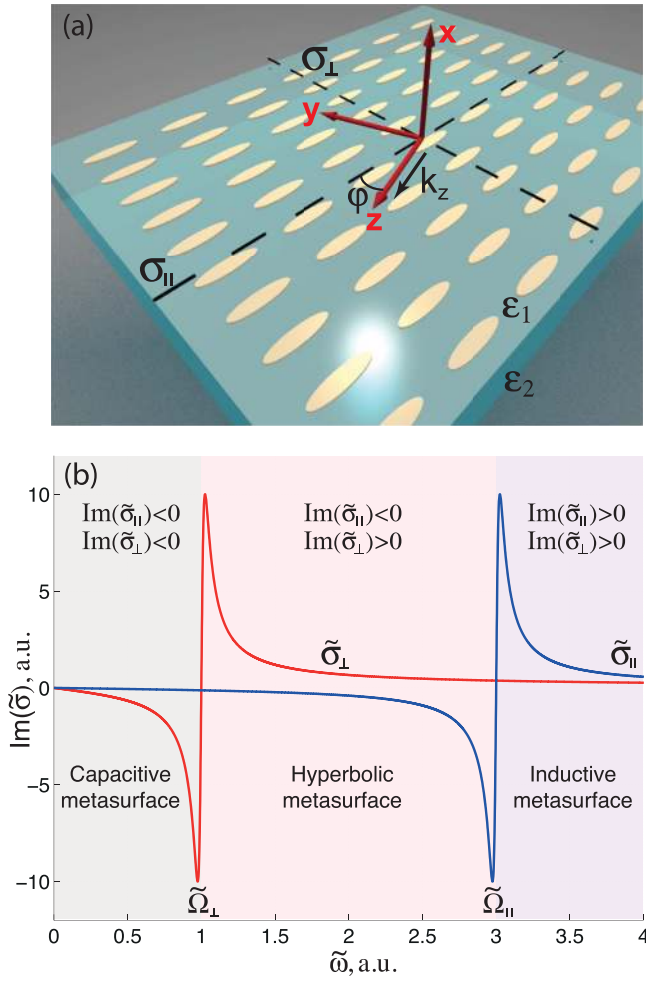 (a)
x
σ⊥
y
φ
k_z
z
σ||
ε₁
ε₂
(b)
10
Im(σ̃||)<0
Im(σ̃⊥)<0
Im(σ̃||)<0
Im(σ̃⊥)>0
Im(σ̃||)>0
Im(σ̃⊥)>0
5
σ̃⊥
σ̃||
0
Im(σ̃), a.u.
−5
Capacitive
metasurface
Hyperbolic
metasurface
Inductive
metasurface
−10
Ω̃⊥
Ω̃||
0 0.5 1 1.5 2 2.5 3 3.5 4
ω̃, a.u.